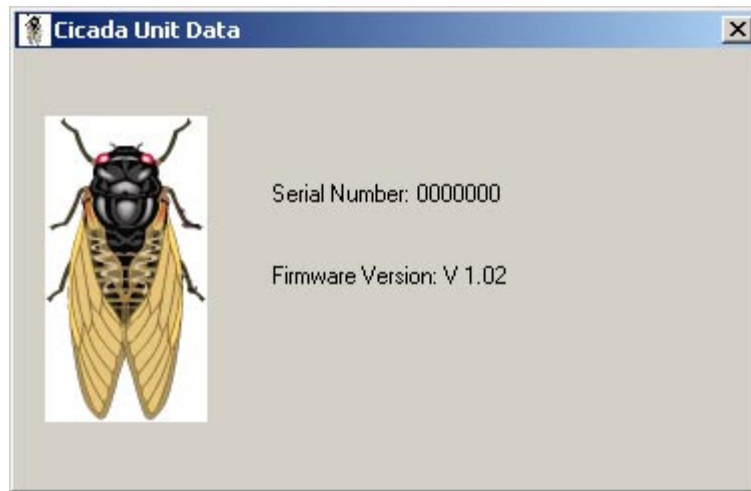 Cicada Unit Data
Serial Number: 0000000
Firmware Version: V 1.02